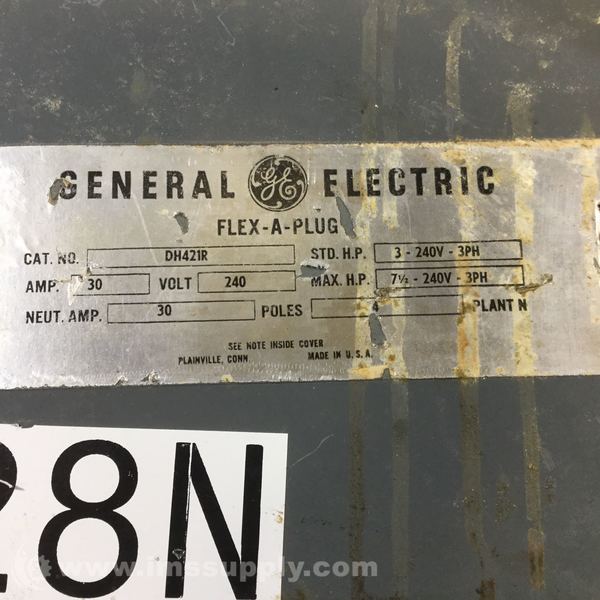 GENERAL GE ELECTRIC
FLEX-A-PLUG
CAT. NO. DH421R STD. H.P. 3 - 240V - 3PH
AMP. 30 VOLT 240 MAX. H.P. 7½ - 240V - 3PH
NEUT. AMP. 30 POLES 4 PLANT N
SEE NOTE INSIDE COVER
PLAINVILLE, CONN. MADE IN U.S.A.
28N
www.imssupply.com